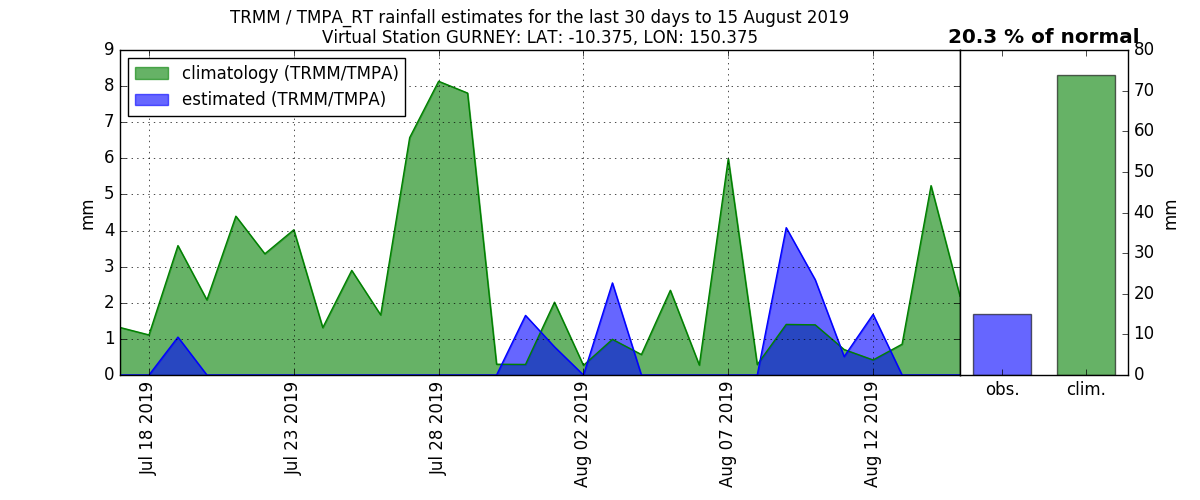 TRMM / TMPA_RT rainfall estimates for the last 30 days to 15 August 2019
Virtual Station GURNEY: LAT: -10.375, LON: 150.375
20.3 % of normal
climatology (TRMM/TMPA)
estimated (TRMM/TMPA)
mm
9
8
7
6
5
4
3
2
1
0
Jul 18 2019
Jul 23 2019
Jul 28 2019
Aug 02 2019
Aug 07 2019
Aug 12 2019
80
70
60
50
40
30
20
10
0
mm
obs.
clim.